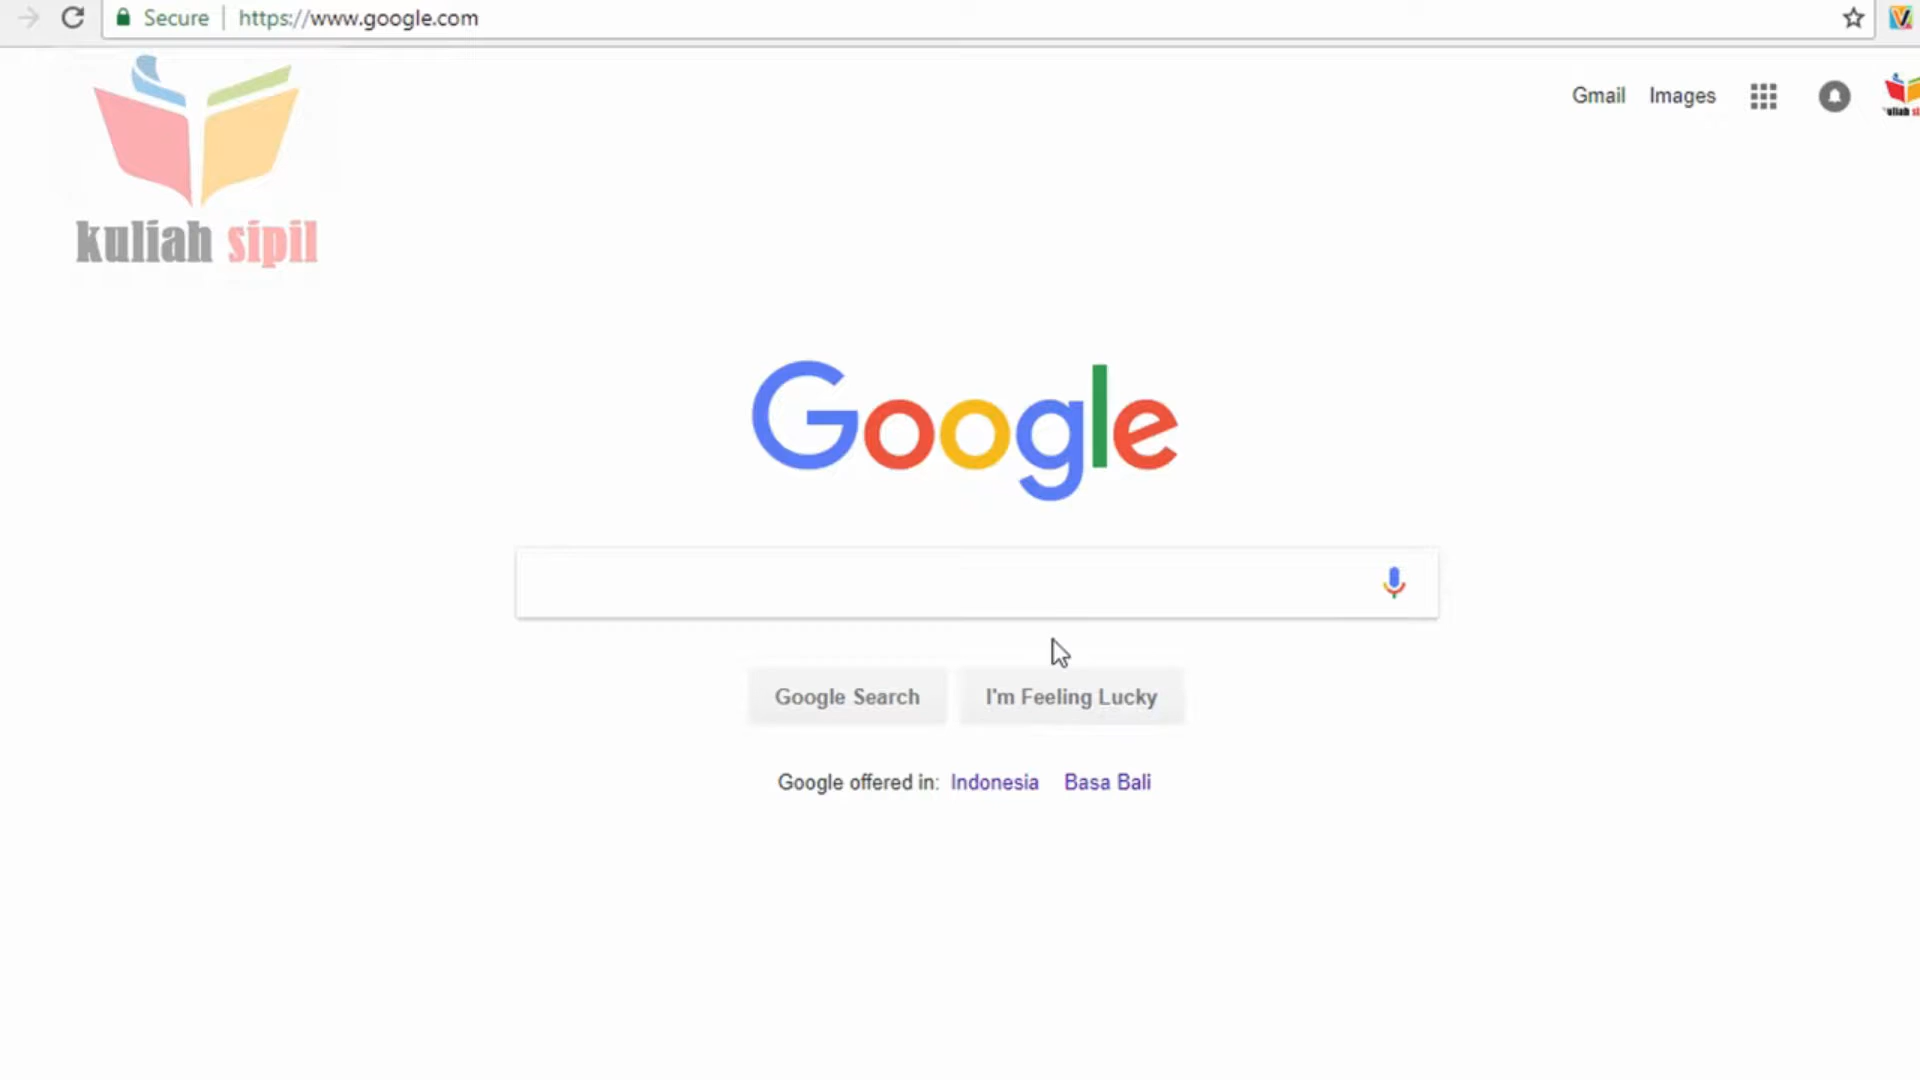 Secure
https://www.google.com
Gmail Images
kuliah sipil
Google
Google Search
I'm Feeling Lucky
Google offered in: Indonesia Basa Bali